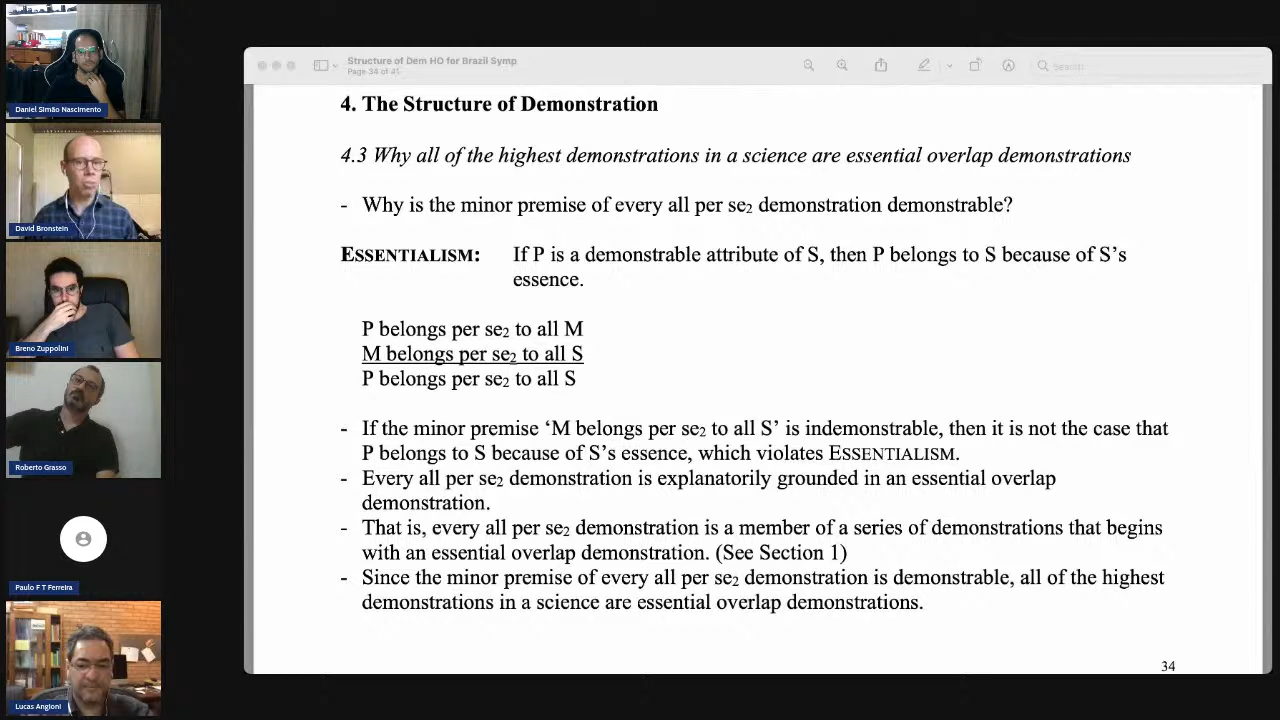 Daniel Simão Nascimento
David Bronstein
Breno Zuppolini
Roberto Grasso
Paulo F T Ferreira
Lucas Angioni
Structure of Dem HO for Brazil Symp
Page 34 of 41
Search
4. The Structure of Demonstration
4.3 Why all of the highest demonstrations in a science are essential overlap demonstrations
- Why is the minor premise of every all per se₂ demonstration demonstrable?
ESSENTIALISM: If P is a demonstrable attribute of S, then P belongs to S because of S’s
essence.
P belongs per se₂ to all M
M belongs per se₂ to all S
P belongs per se₂ to all S
- If the minor premise ‘M belongs per se₂ to all S’ is indemonstrable, then it is not the case that
P belongs to S because of S’s essence, which violates ESSENTIALISM.
- Every all per se₂ demonstration is explanatorily grounded in an essential overlap
demonstration.
- That is, every all per se₂ demonstration is a member of a series of demonstrations that begins
with an essential overlap demonstration. (See Section 1)
- Since the minor premise of every all per se₂ demonstration is demonstrable, all of the highest
demonstrations in a science are essential overlap demonstrations.
34